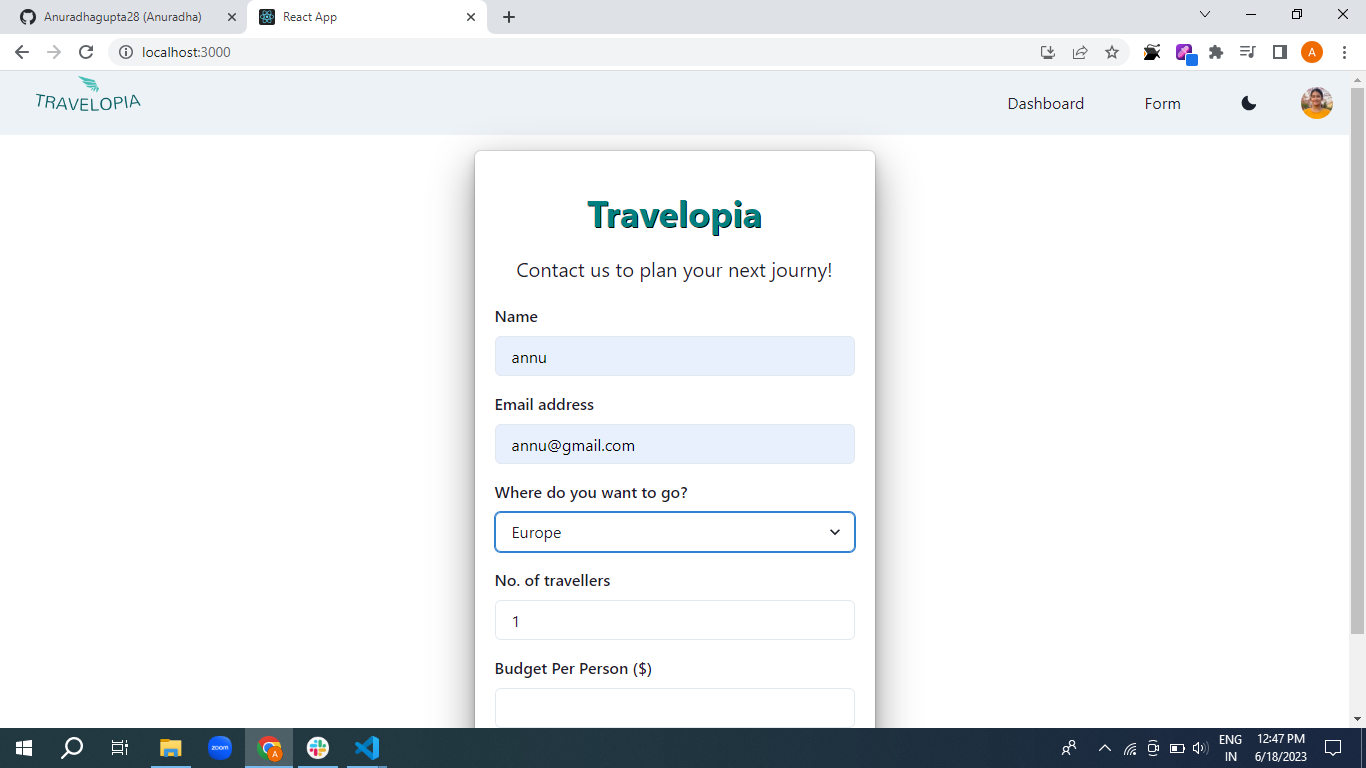 Anuradhagupta28 (Anuradha)
React App
localhost:3000
A
TRAVELOPIA
Dashboard
Form
Travelopia
Contact us to plan your next journy!
Name
annu
Email address
annu@gmail.com
Where do you want to go?
Europe
No. of travellers
1
Budget Per Person ($)
zoom
A
ENG
IN
12:47 PM
6/18/2023